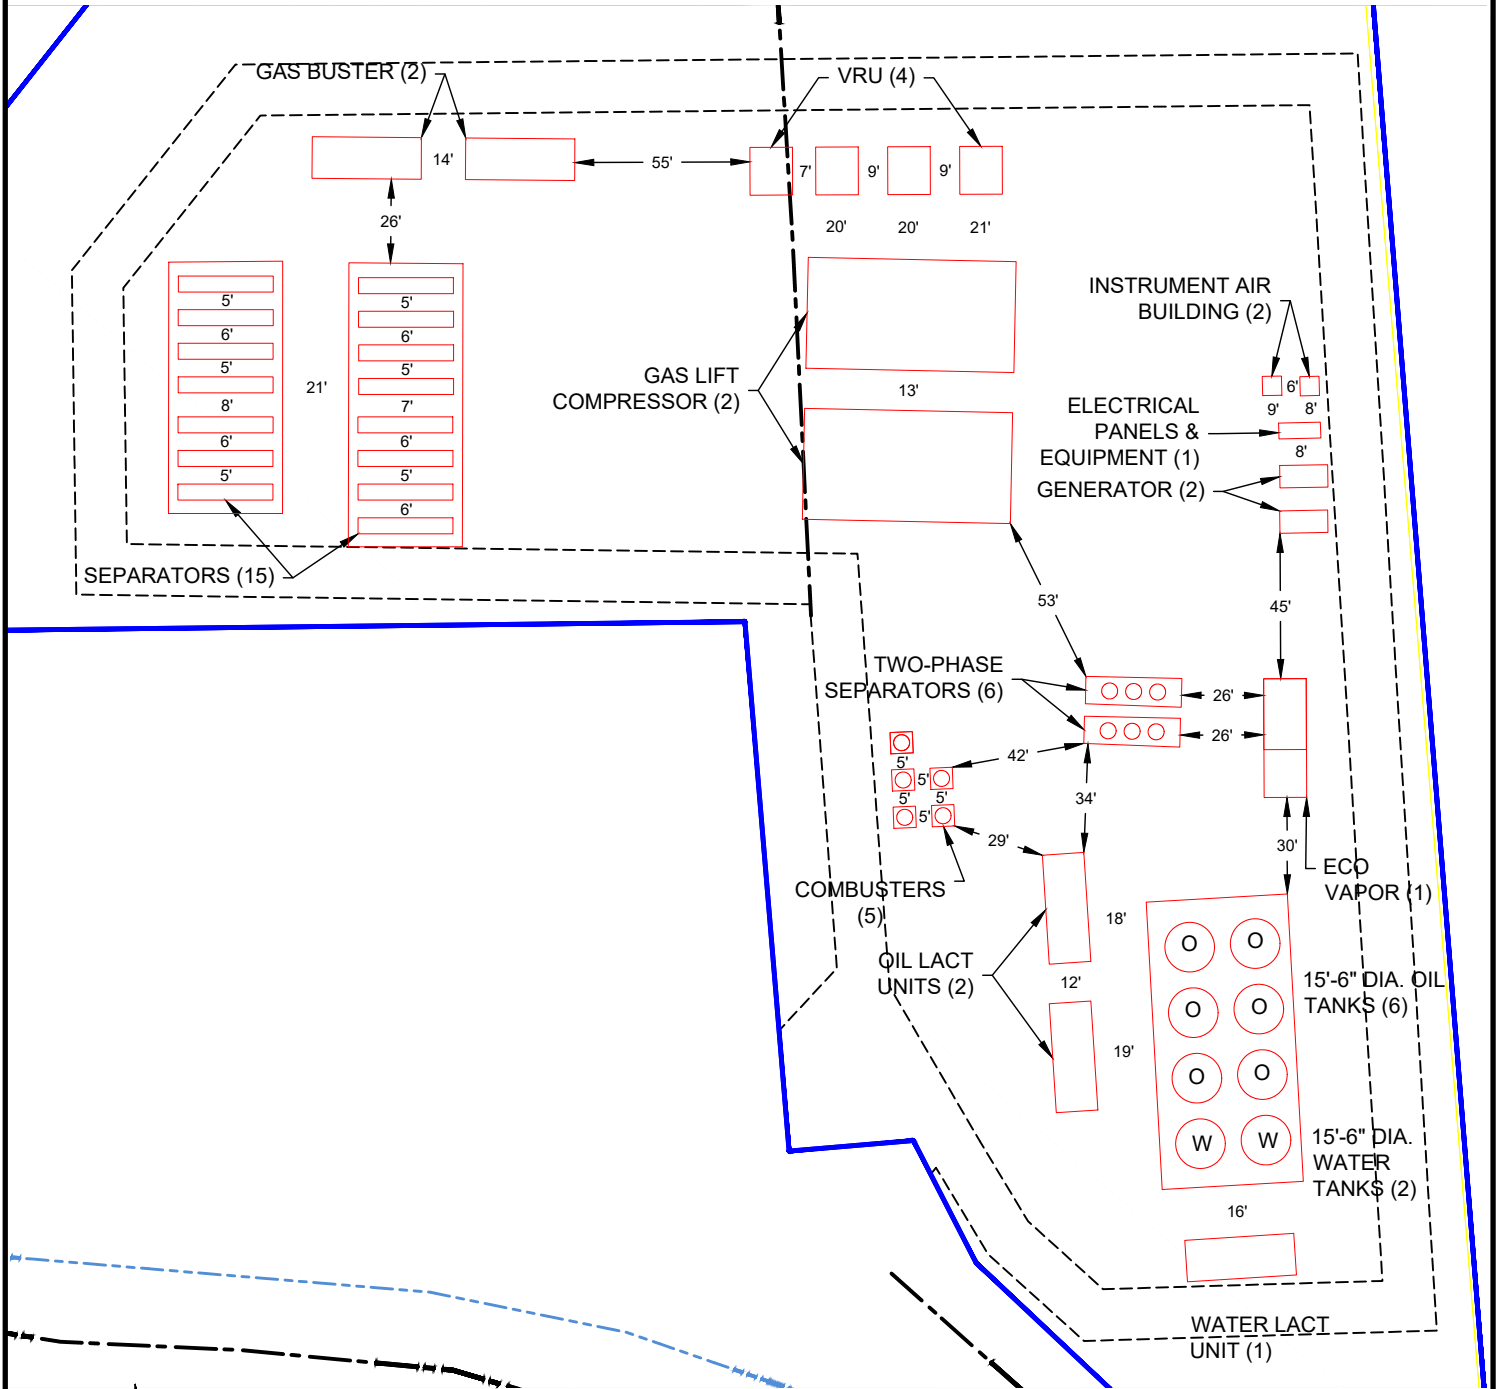 GAS BUSTER (2)
VRU (4)
14'
55'
7'
9'
9'
26'
20'
20'
21'
INSTRUMENT AIR
BUILDING (2)
5'
6'
5'
8'
6'
5'
21'
5'
6'
5'
7'
6'
5'
6'
GAS LIFT
COMPRESSOR (2)
13'
6'
9'
8'
ELECTRICAL
PANELS &
EQUIPMENT (1)
8'
GENERATOR (2)
SEPARATORS (15)
53'
45'
TWO-PHASE
SEPARATORS (6)
26'
26'
42'
5'
5'
5'
5'
5'
34'
29'
30'
COMBUSTERS
(5)
ECO
VAPOR (1)
18'
OIL LACT
UNITS (2)
12'
19'
O
O
O
O
O
O
W
W
15'-6" DIA. OIL
TANKS (6)
15'-6" DIA.
WATER
TANKS (2)
16'
WATER LACT
UNIT (1)